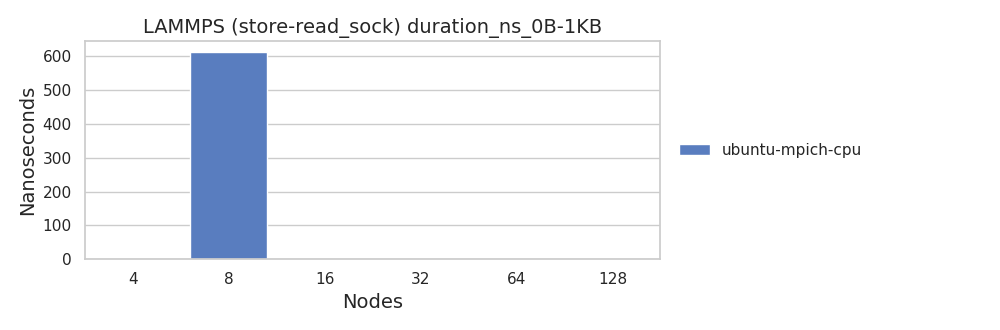 LAMMPS (store-read_sock) duration_ns_0B-1KB
600
500
400
300
200
100
0
Nanoseconds
4 8 16 32 64 128
Nodes
ubuntu-mpich-cpu